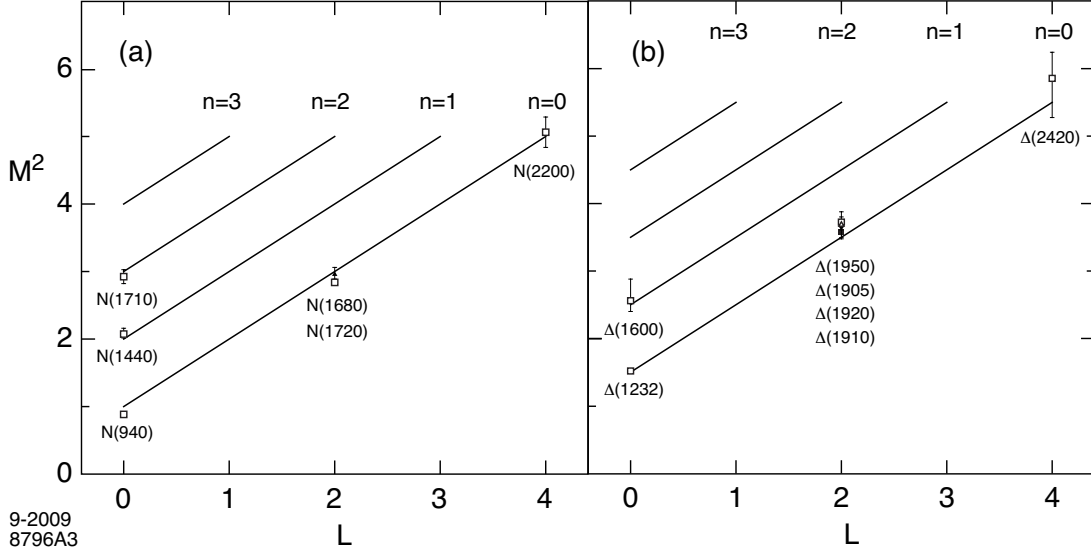 (a)
n=3 n=2 n=1 n=0
6
4
2
0
M²
N(2200)
N(1710)
N(1680)
N(1720)
N(1440)
N(940)
0 1 2 3 4
L
(b)
n=3 n=2 n=1 n=0
Δ(2420)
Δ(1950)
Δ(1905)
Δ(1920)
Δ(1910)
Δ(1600)
Δ(1232)
0 1 2 3 4
L
9-2009
8796A3